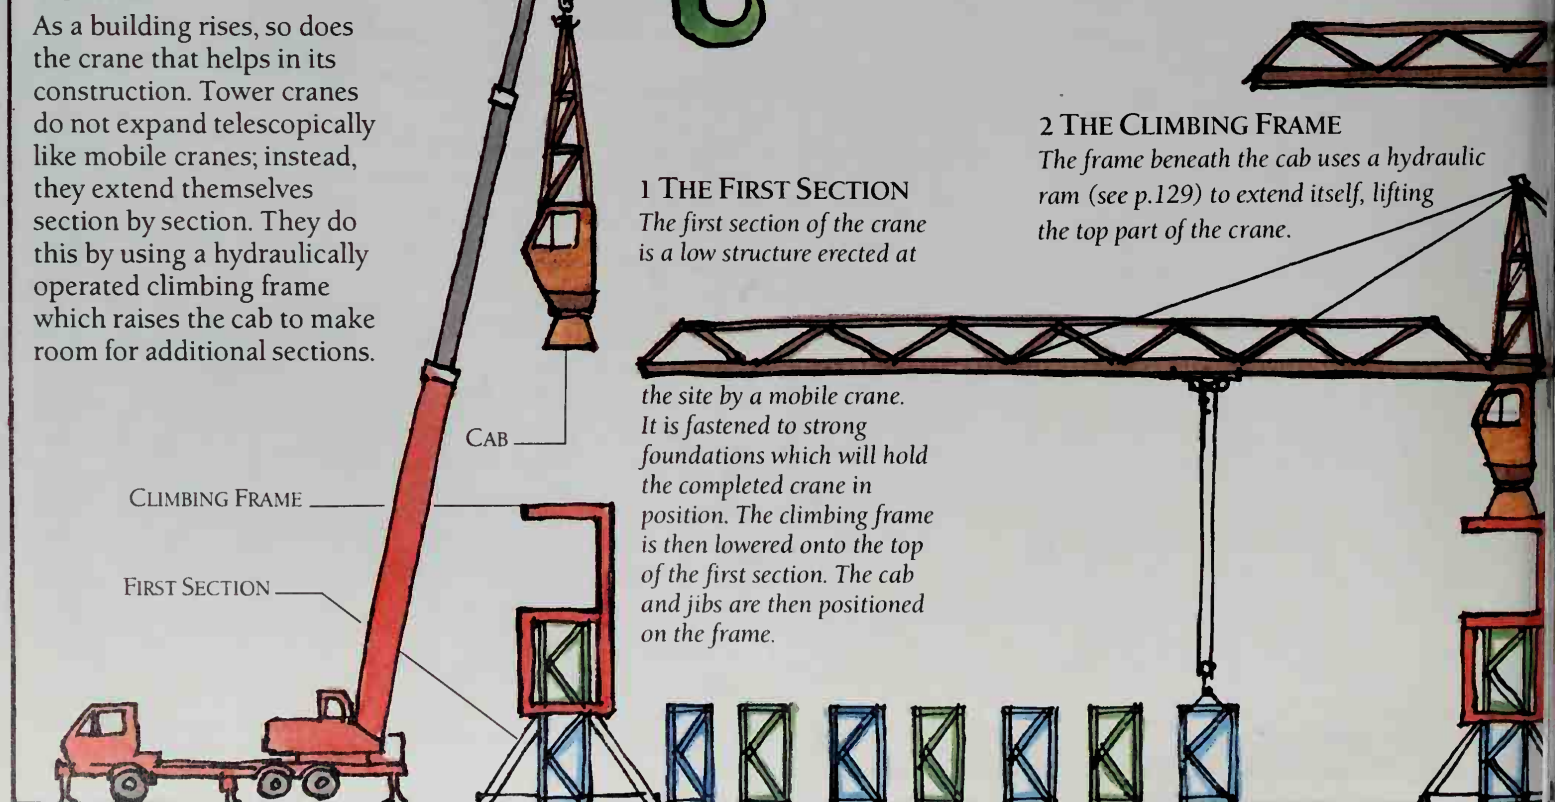 As a building rises, so does
the crane that helps in its
construction. Tower cranes
do not expand telescopically
like mobile cranes; instead,
they extend themselves
section by section. They do
this by using a hydraulically
operated climbing frame
which raises the cab to make
room for additional sections.
CAB
CLIMBING FRAME
FIRST SECTION
1 THE FIRST SECTION
The first section of the crane
is a low structure erected at
the site by a mobile crane.
It is fastened to strong
foundations which will hold
the completed crane in
position. The climbing frame
is then lowered onto the top
of the first section. The cab
and jibs are then positioned
on the frame.
2 THE CLIMBING FRAME
The frame beneath the cab uses a hydraulic
ram (see p.129) to extend itself, lifting
the top part of the crane.